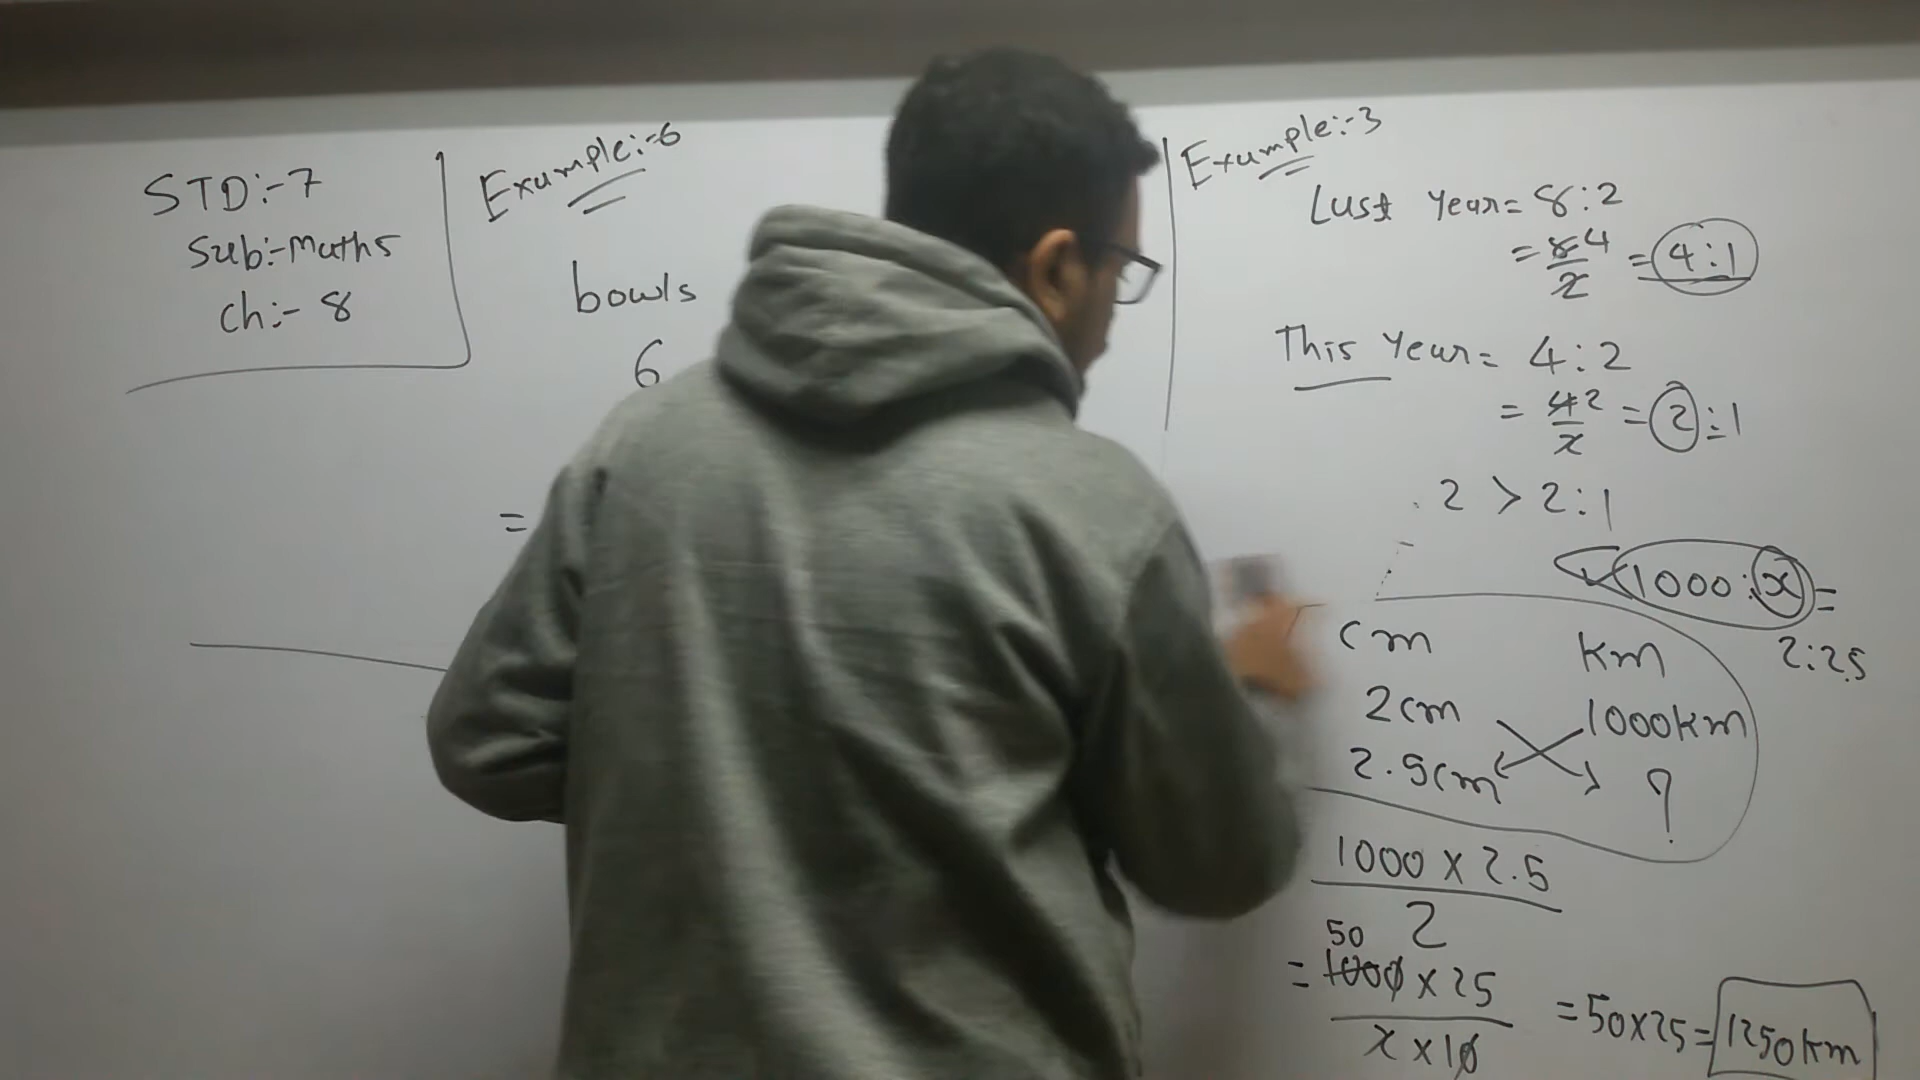 STD:-7
Sub:-Maths
Ch:- 8
Example:-6
bowls
6
=
Example:-3
Last Year= 8:2
= 8 4 / 2 = 4:1
This Year= 4:2
= 4 2 / 2 = 2:1
2 > 2:1
1000:x =
2:2.5
cm km
2cm 1000km
2.5cm ?
1000 x 2.5
2
50
= 1000 x 25
2 x 10
=50x25= 1250km